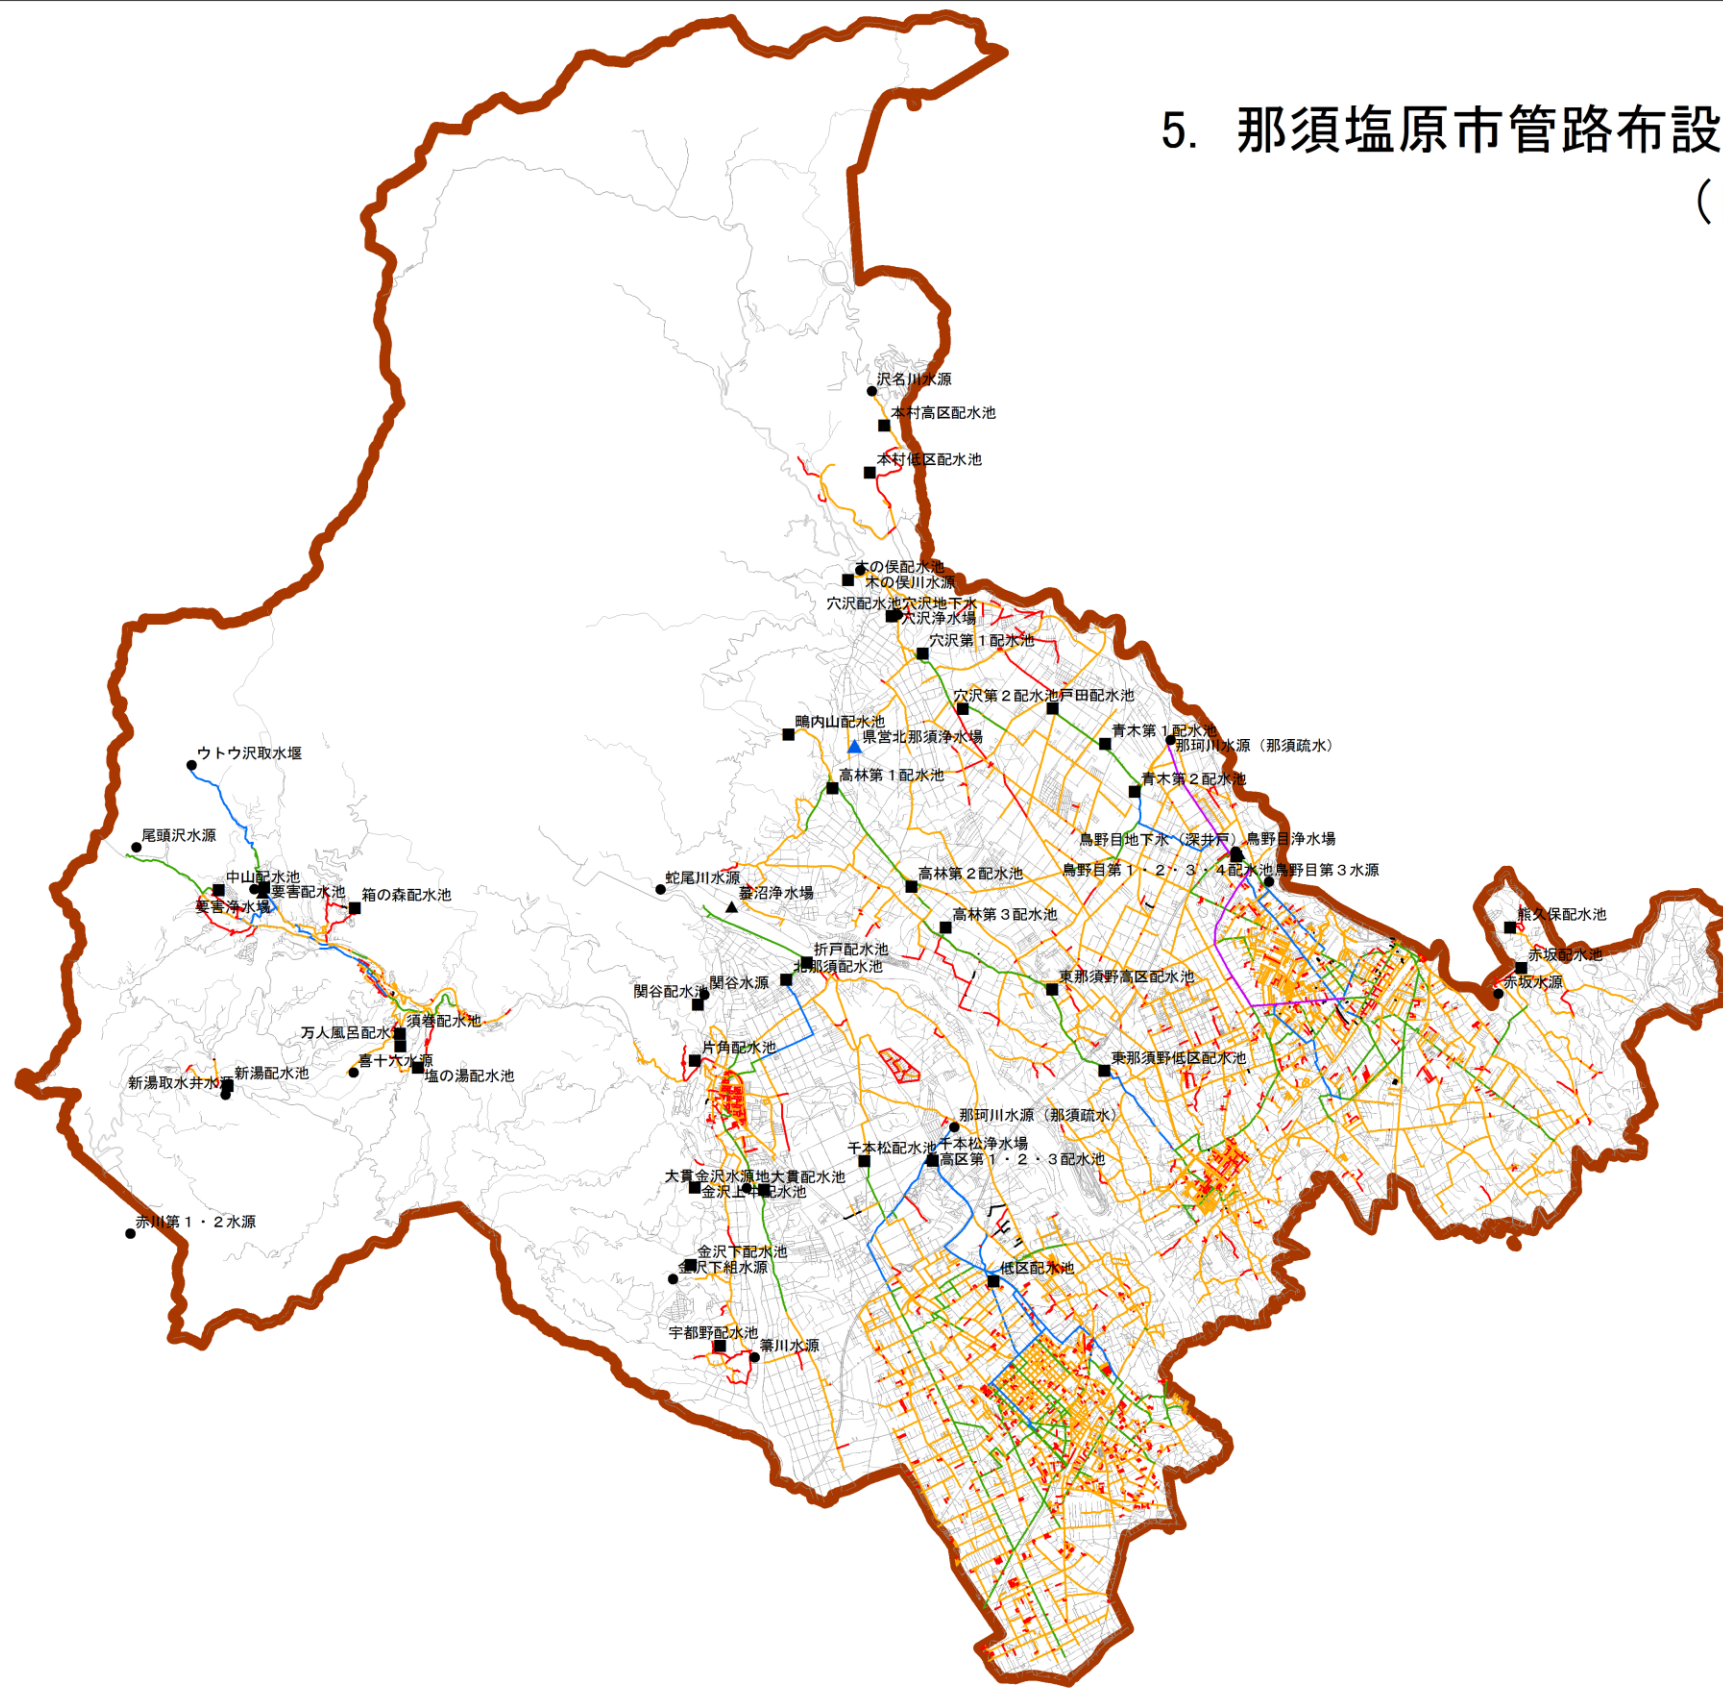 5. 那須塩原市管路布設
（
沢名川水源
本村高区配水池
本村低区配水池
木の俣配水池
木の俣川水源
穴沢配水池
穴沢地下水
穴沢浄水場
穴沢第1配水池
穴沢第2配水池
戸田配水池
鴫内山配水池
県営北那須浄水場
青木第1配水池
那珂川水源（那須疏水）
ウトウ沢取水堰
高林第1配水池
青木第2配水池
尾頭沢水源
鳥野目地下水（深井戸）
鳥野目浄水場
中山配水池
要害配水池
箱の森配水池
要害浄水場
蛇尾川水源
蟇沼浄水場
高林第2配水池
鳥野目第1・2・3・4配水池
鳥野目第3水源
高林第3配水池
熊久保配水池
折戸配水池
北那須配水池
赤坂配水池
関谷配水池
関谷水源
東那須野高区配水池
赤坂水源
万人風呂配水
須巻配水池
片角配水池
喜十六水源
塩の湯配水池
東那須野低区配水池
新湯取水井水源
新湯配水池
那珂川水源（那須疏水）
千本松配水池
千本松浄水場
高区第1・2・3配水池
大貫金沢水源地
大貫配水池
金沢上中配水池
赤川第1・2水源
金沢下配水池
金沢下組水源
低区配水池
宇都野配水池
箒川水源